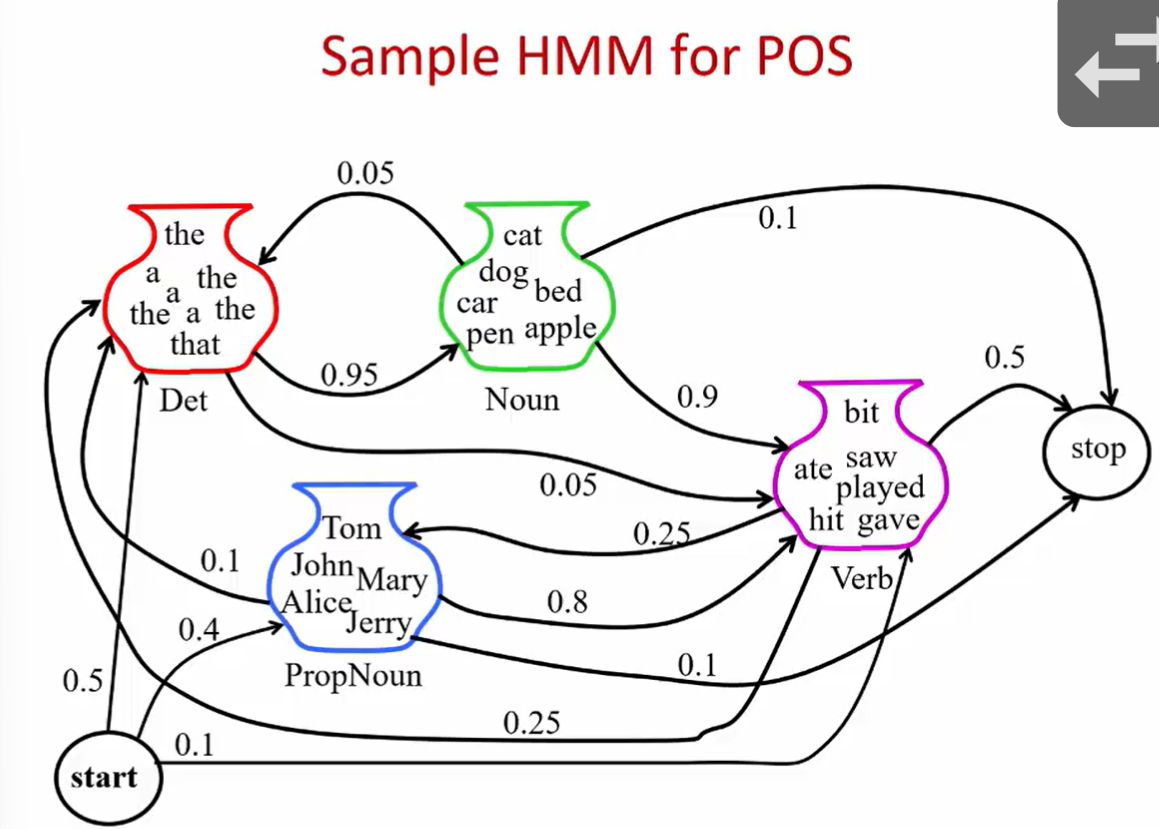 Sample HMM for POS
0.05
0.1
the
a the
a
the a the
that
Det
cat
dog
car bed
pen apple
Noun
0.95
0.9
0.5
bit
ate saw
played
hit gave
Verb
stop
0.05
0.25
Tom
John Mary
Alice
Jerry
PropNoun
0.1
0.8
0.4
0.1
0.5
0.25
0.1
start